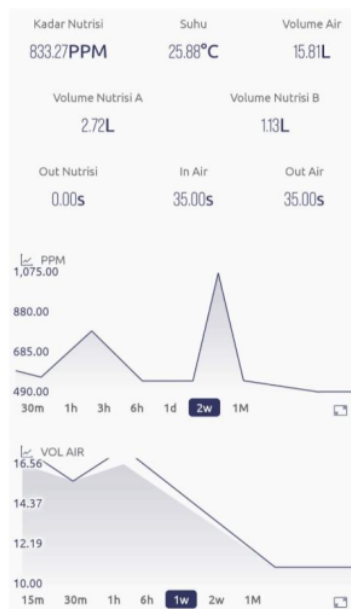 Kadar Nutrisi Suhu Volume Air
833.27PPM 25.88°C 15.81L
Volume Nutrisi A Volume Nutrisi B
2.72L 1.13L
Out Nutrisi In Air Out Air
0.00s 35.00s 35.00s
PPM
1,075.00
880.00
685.00
490.00
30m 1h 3h 6h 1d 2w 1M
VOL AIR
16.56
14.37
12.19
10.00
15m 30m 1h 6h 1w 2w 1M